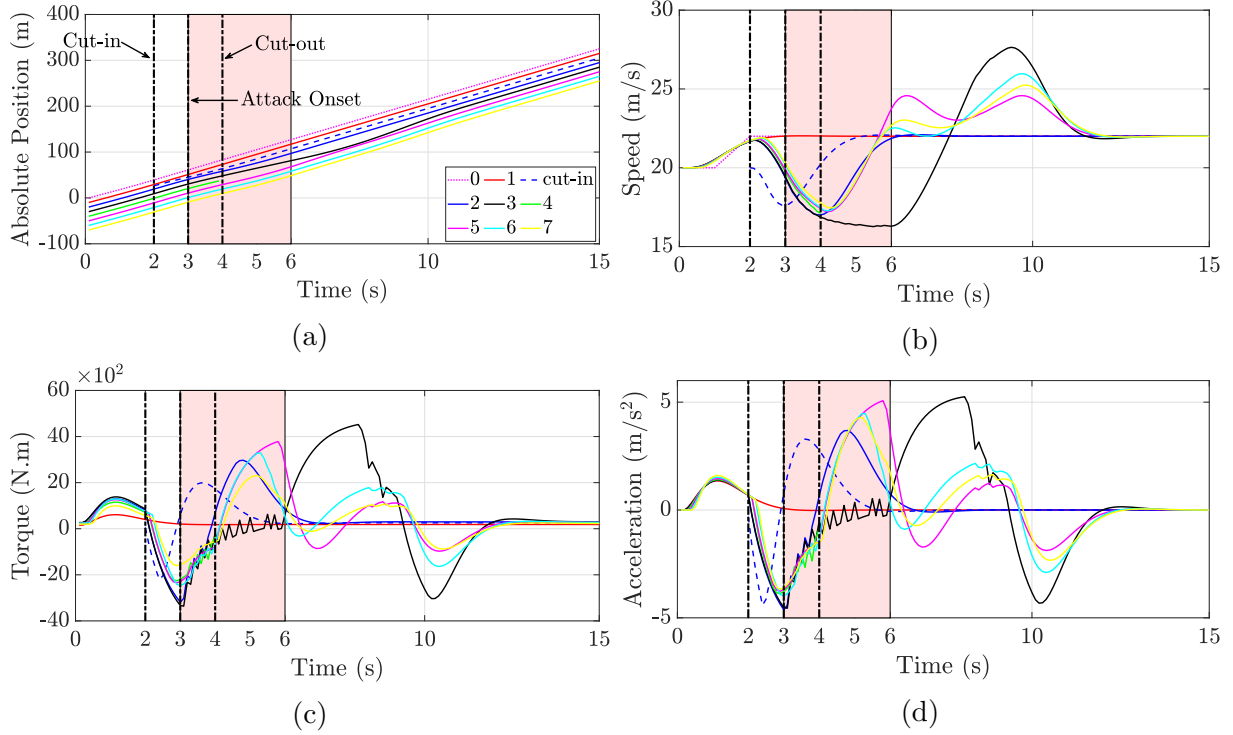 400
300
200
100
0
-100
Absolute Position (m)
Cut-in
Cut-out
Attack Onset
0 1 cut-in
2 3 4
5 6 7
0 2 3 4 5 6 10 15
Time (s)
(a)
30
25
20
15
Speed (m/s)
0 2 3 4 5 6 10 15
Time (s)
(b)
×10²
60
40
20
0
-20
-40
Torque (N.m)
0 2 3 4 5 6 10 15
Time (s)
(c)
5
0
-5
Acceleration (m/s²)
0 2 3 4 5 6 10 15
Time (s)
(d)